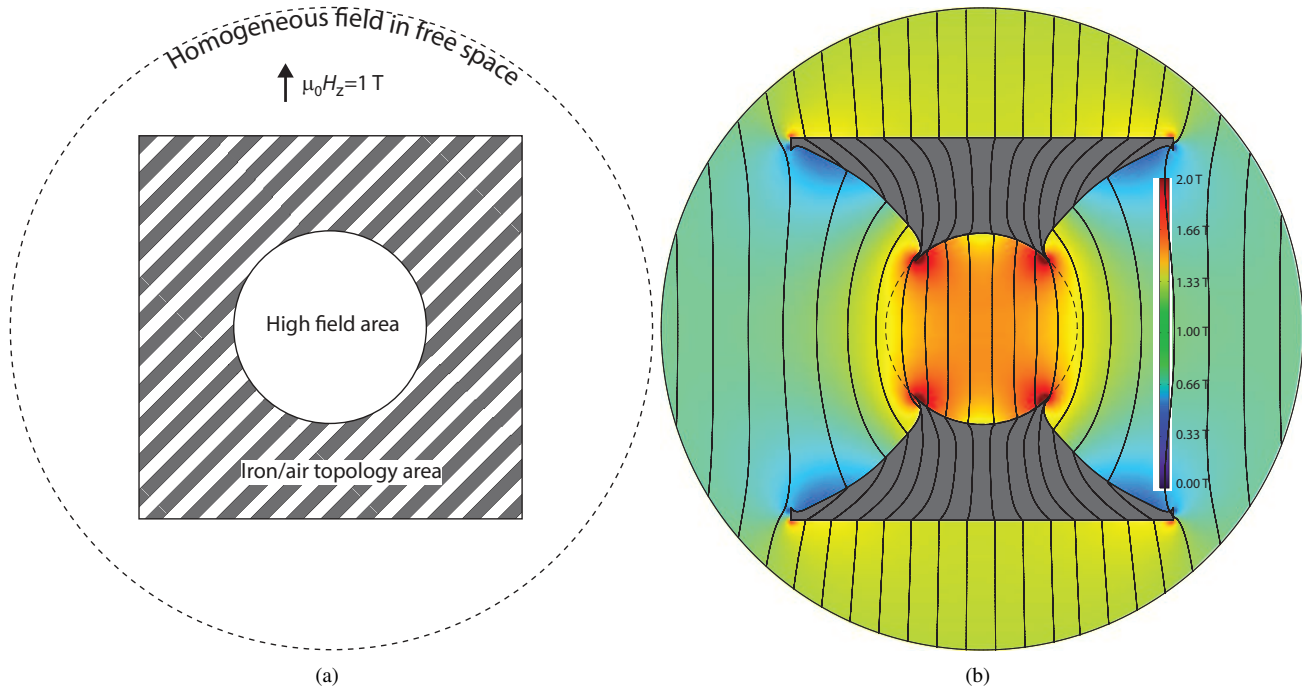 Homogeneous field in free space
μ₀H_z=1 T
High field area
Iron/air topology area
(a)
2.0 T
1.66 T
1.33 T
1.00 T
0.66 T
0.33 T
0.00 T
(b)